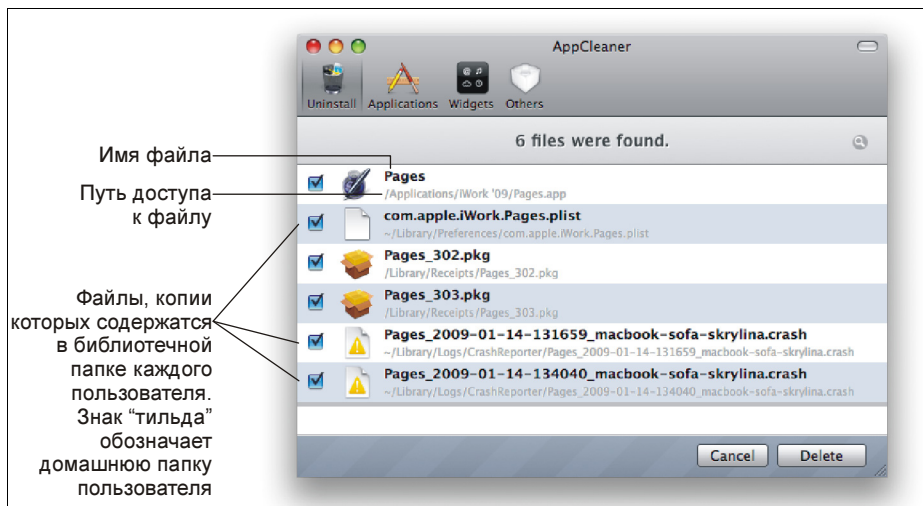 AppCleaner
Uninstall Applications Widgets Others
6 files were found.
Имя файла
Путь доступа
к файлу
Файлы, копии
которых содержатся
в библиотечной
папке каждого
пользователя.
Знак “тильда”
обозначает
домашнюю папку
пользователя
Pages
/Applications/iWork '09/Pages.app
com.apple.iWork.Pages.plist
~/Library/Preferences/com.apple.iWork.Pages.plist
Pages_302.pkg
/Library/Receipts/Pages_302.pkg
Pages_303.pkg
/Library/Receipts/Pages_303.pkg
Pages_2009-01-14-131659_macbook-sofa-skrylina.crash
~/Library/Logs/CrashReporter/Pages_2009-01-14-131659_macbook-sofa-skrylina.crash
Pages_2009-01-14-134040_macbook-sofa-skrylina.crash
~/Library/Logs/CrashReporter/Pages_2009-01-14-134040_macbook-sofa-skrylina.crash
Cancel Delete